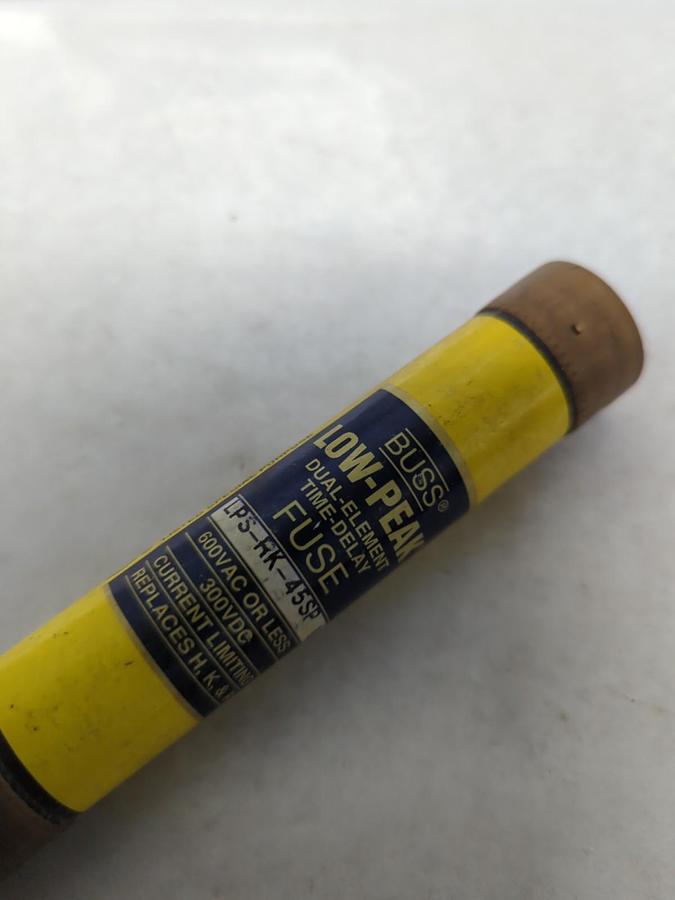 BUSS®
LOW-PEAK
DUAL-ELEMENT
TIME-DELAY
FUSE
LPS-RK-45SP
600VAC OR LESS
300VDC
CURRENT LIMITING
REPLACES H, K, &